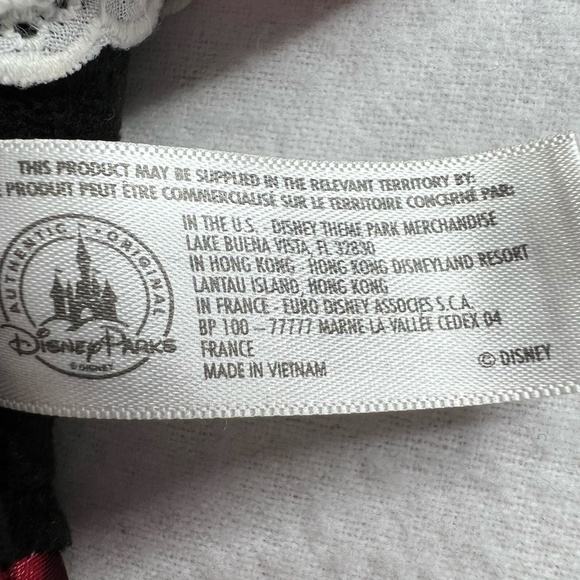 THIS PRODUCT MAY BE SUPPLIED IN THE RELEVANT TERRITORY BY:
PRODUIT PEUT ÊTRE COMMERCIALISE SUR LE TERRITOIRE CONCERNÉ PAR:
AUTHENTIC • ORIGINAL
DISNEY PARKS
© DISNEY
IN THE U.S. - DISNEY THEME PARK MERCHANDISE
LAKE BUENA VISTA, FL 32830
IN HONG KONG - HONG KONG DISNEYLAND RESORT
LANTAU ISLAND, HONG KONG
IN FRANCE - EURO DISNEY ASSOCIES S.C.A.
BP 100 - 77777 MARNE-LA-VALLÉE CEDEX 04
FRANCE
MADE IN VIETNAM
© DISNEY